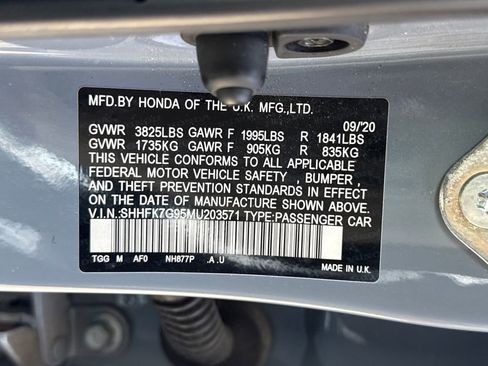 MFD.BY HONDA OF THE U.K. MFG.,LTD.
09/'20
GVWR 3825LBS GAWR F 1995LBS R 1841LBS
GVWR 1735KG GAWR F 905KG R 835KG
THIS VEHICLE CONFORMS TO ALL APPLICABLE
FEDERAL MOTOR VEHICLE SAFETY , BUMPER ,
AND THEFT PREVENTION STANDARDS IN EFFECT
ON THE DATE OF MANUFACTURE SHOWN ABOVE.
V.I.N.:SHHFK7G95MU203571 TYPE:PASSENGER CAR
TGG M AF0 NH877P .A .U
MADE IN U.K.